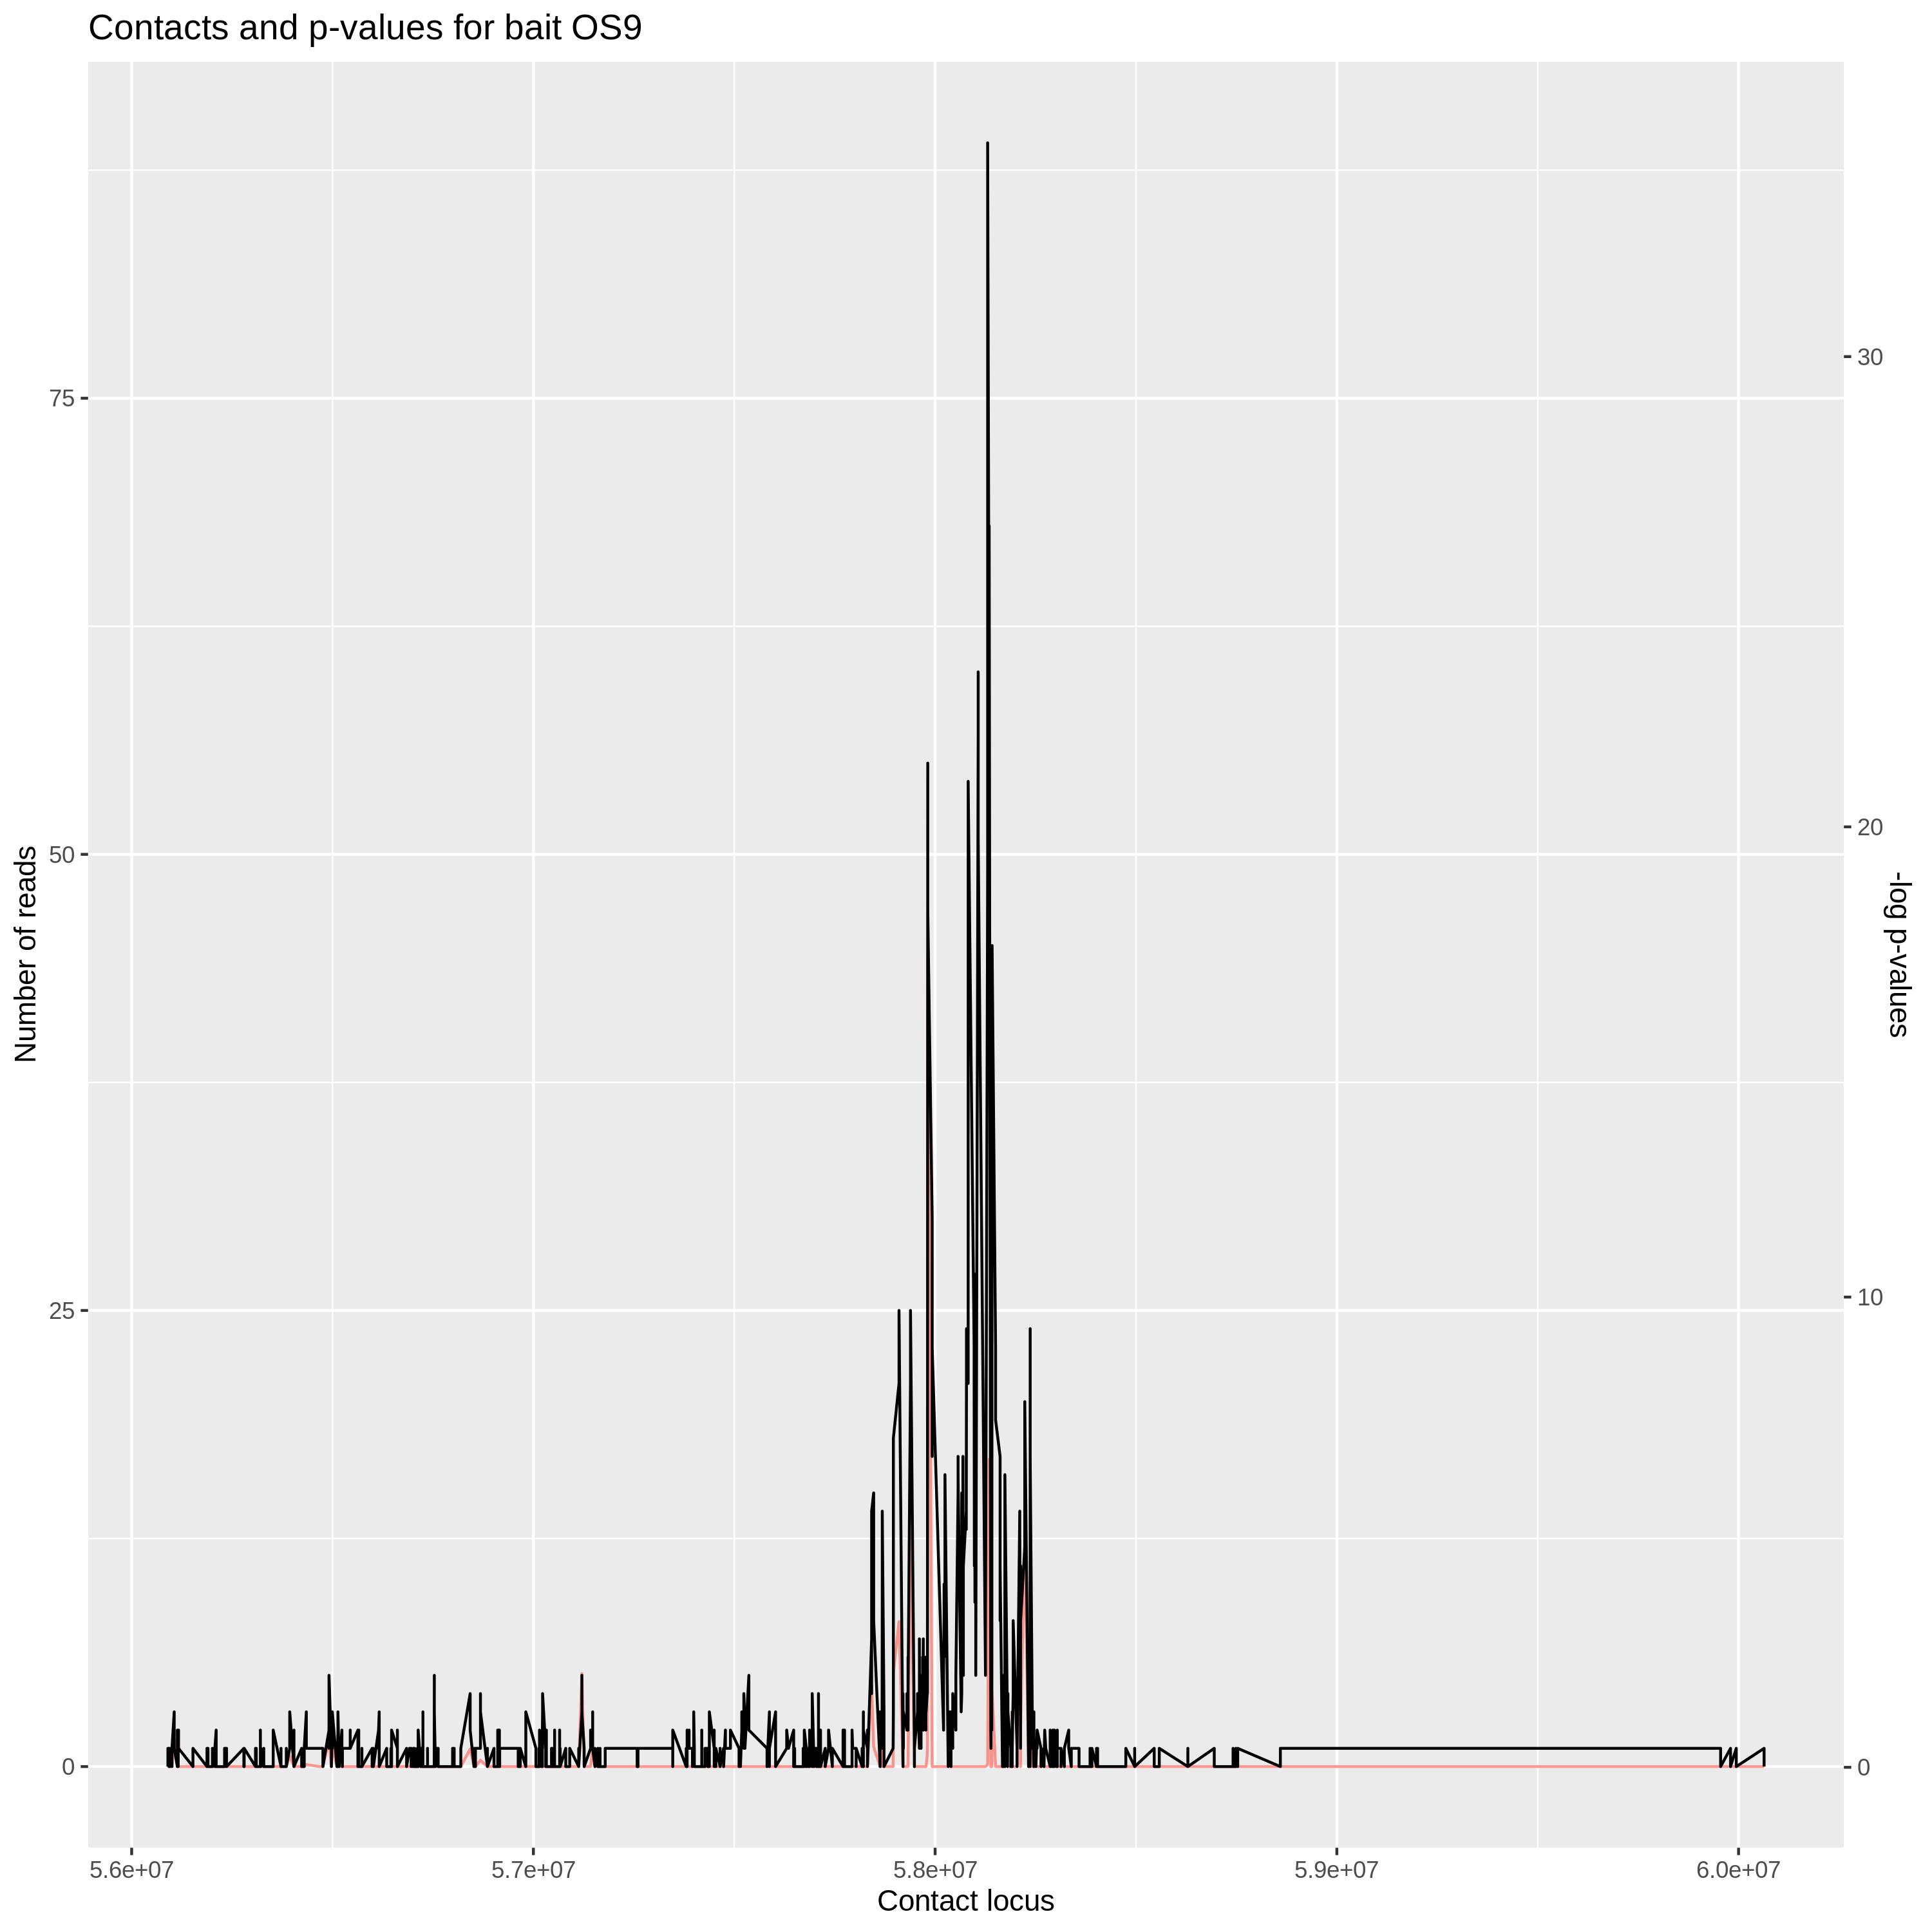 Contacts and p-values for bait OS9
75
50
25
0
30
20
10
0
Number of reads
-log p-values
5.6e+07 5.7e+07 5.8e+07 5.9e+07 6.0e+07
Contact locus